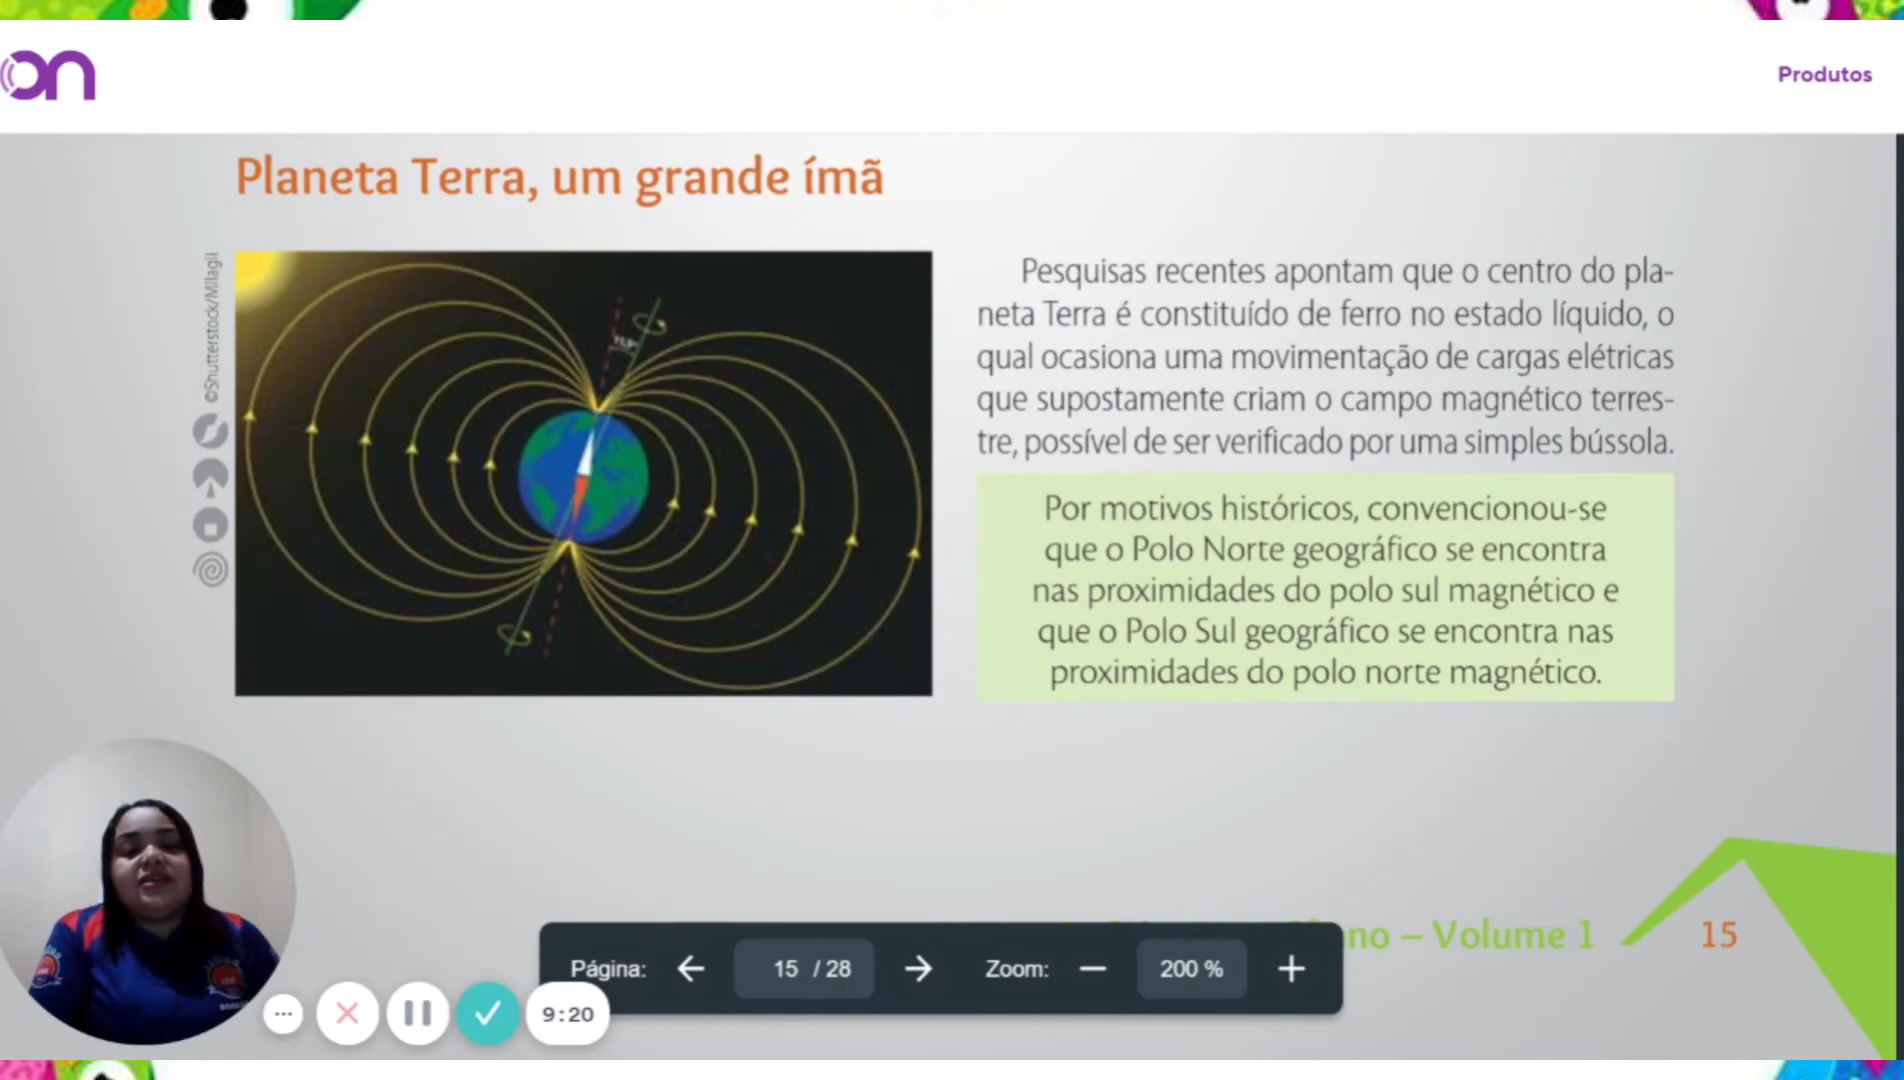 on
Produtos
Planeta Terra, um grande ímã
©Shutterstock/Milagli
Pesquisas recentes apontam que o centro do pla-
neta Terra é constituído de ferro no estado líquido, o
qual ocasiona uma movimentação de cargas elétricas
que supostamente criam o campo magnético terres-
tre, possível de ser verificado por uma simples bússola.
Por motivos históricos, convencionou-se
que o Polo Norte geográfico se encontra
nas proximidades do polo sul magnético e
que o Polo Sul geográfico se encontra nas
proximidades do polo norte magnético.
– Volume 1
15
Página: 15 / 28 Zoom: 200 %
9:20